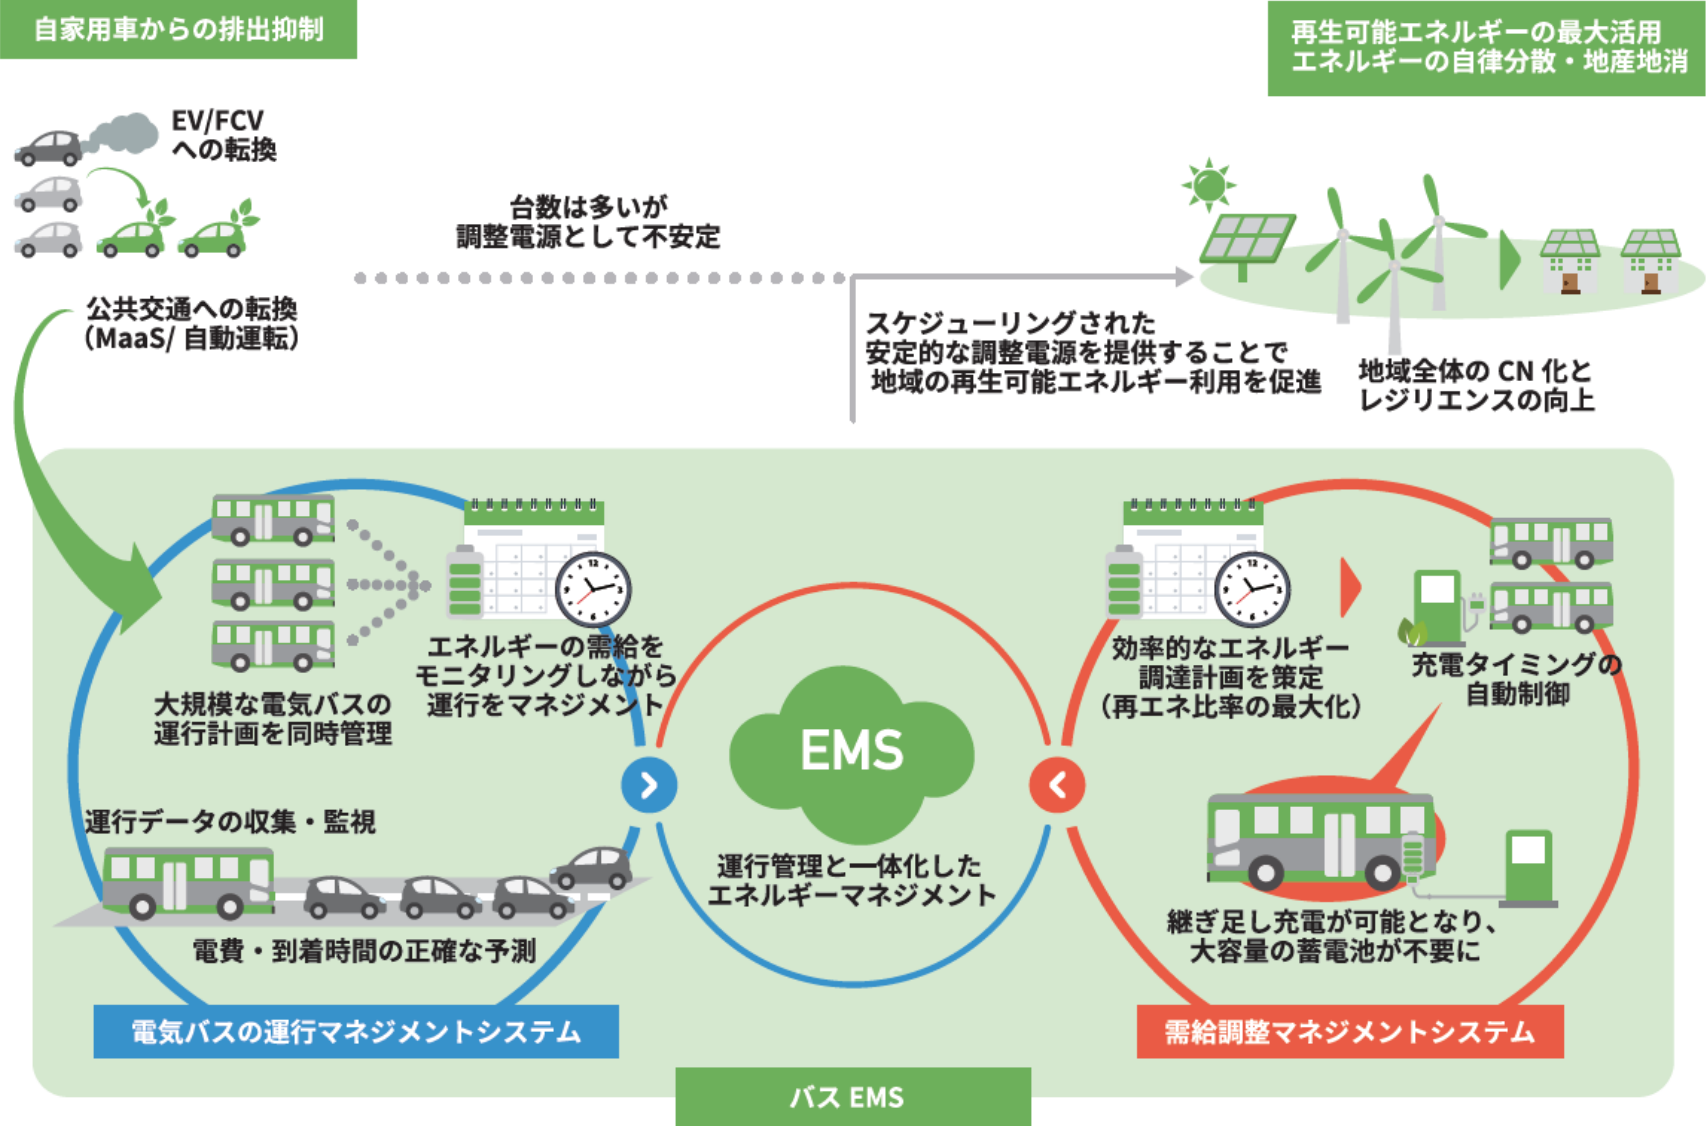 自家用車からの排出抑制
再生可能エネルギーの最大活用
エネルギーの自律分散・地産地消
EV/FCV
への転換
台数は多いが
調整電源として不安定
公共交通への転換
（MaaS/ 自動運転）
スケジューリングされた
安定的な調整電源を提供することで
地域の再生可能エネルギー利用を促進
地域全体の CN 化と
レジリエンスの向上
大規模な電気バスの
運行計画を同時管理
12
3
6
9
エネルギーの需給を
モニタリングしながら
運行をマネジメント
運行データの収集・監視
電費・到着時間の正確な予測
電気バスの運行マネジメントシステム
EMS
運行管理と一体化した
エネルギーマネジメント
12
3
6
9
効率的なエネルギー
調達計画を策定
（再エネ比率の最大化）
充電タイミングの
自動制御
継ぎ足し充電が可能となり、
大容量の蓄電池が不要に
需給調整マネジメントシステム
バス EMS